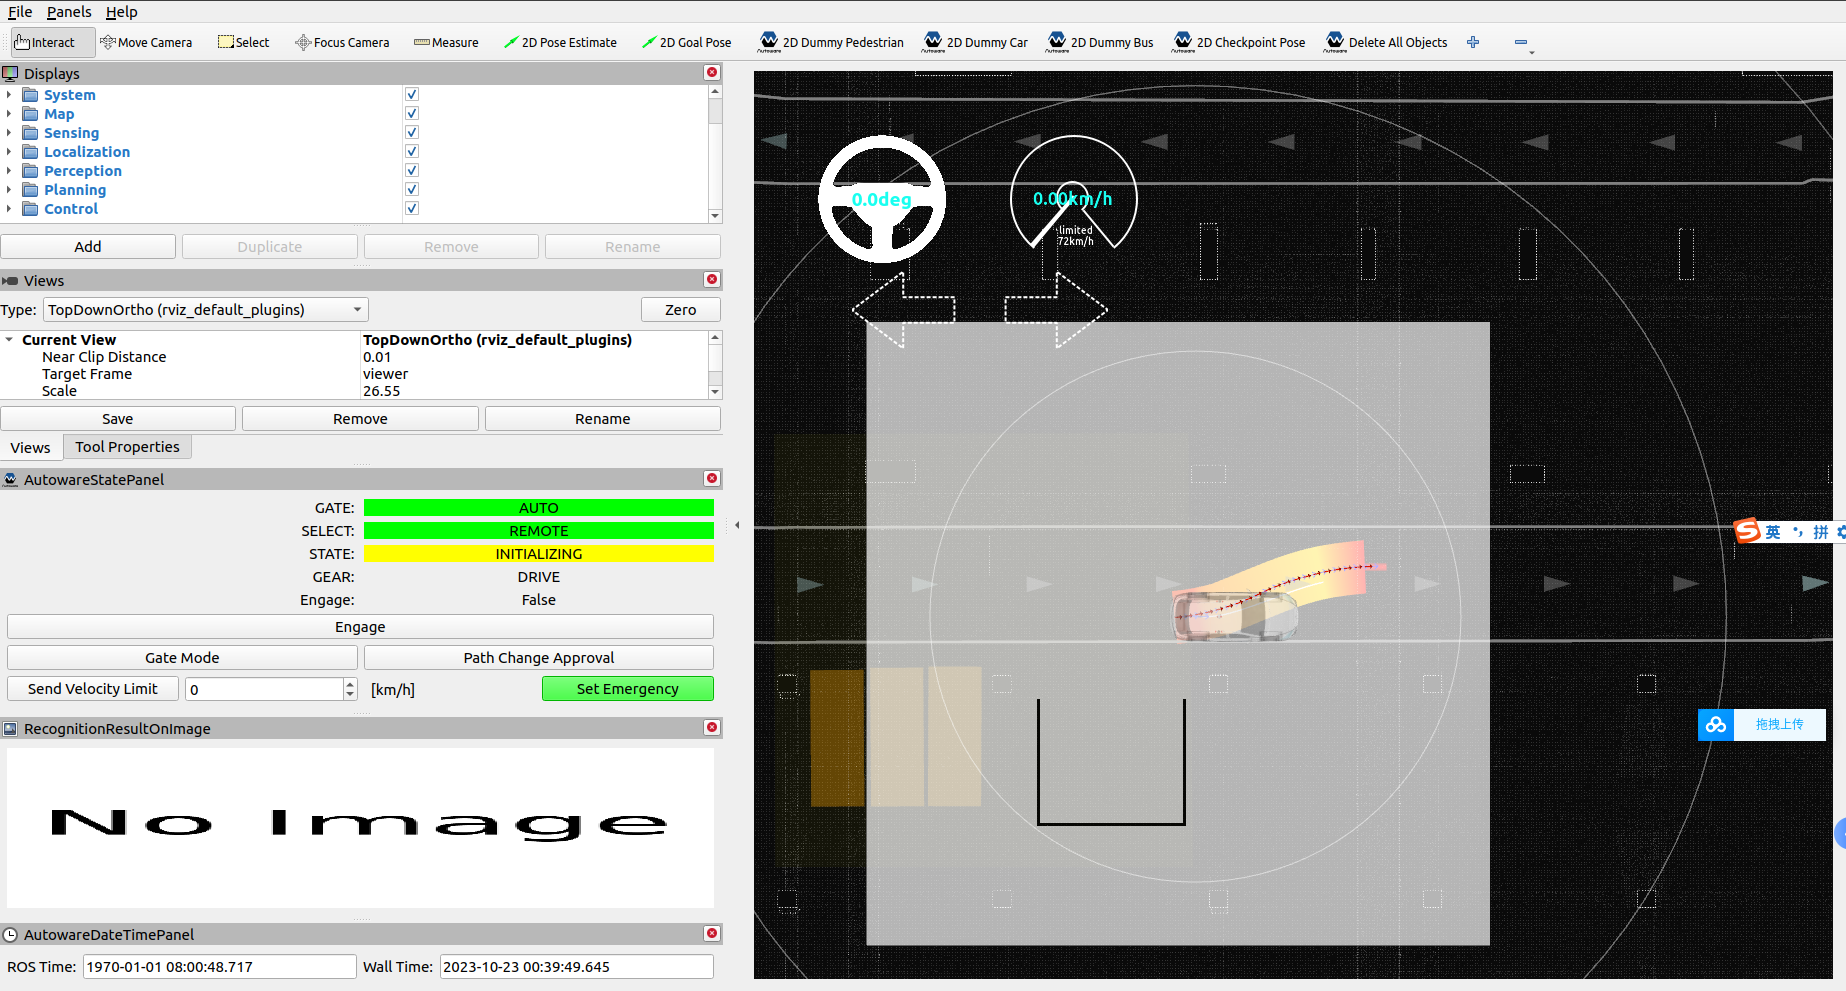 File Panels Help
Interact Move Camera Select Focus Camera Measure 2D Pose Estimate 2D Goal Pose 2D Dummy Pedestrian 2D Dummy Car 2D Dummy Bus 2D Checkpoint Pose Delete All Objects
Displays
System
Map
Sensing
Localization
Perception
Planning
Control
Add Duplicate Remove Rename
Views
Type: TopDownOrtho (rviz_default_plugins) Zero
Current View TopDownOrtho (rviz_default_plugins)
Near Clip Distance 0.01
Target Frame viewer
Scale 26.55
Save Remove Rename
Views Tool Properties
AutowareStatePanel
GATE: AUTO
SELECT: REMOTE
STATE: INITIALIZING
GEAR: DRIVE
Engage: False
Engage
Gate Mode Path Change Approval
Send Velocity Limit 0 [km/h] Set Emergency
RecognitionResultOnImage
No Image
AutowareDateTimePanel
ROS Time: 1970-01-01 08:00:48.717 Wall Time: 2023-10-23 00:39:49.645
0.0deg
0.00km/h
limited
72km/h
S 英 拼
拖拽上传